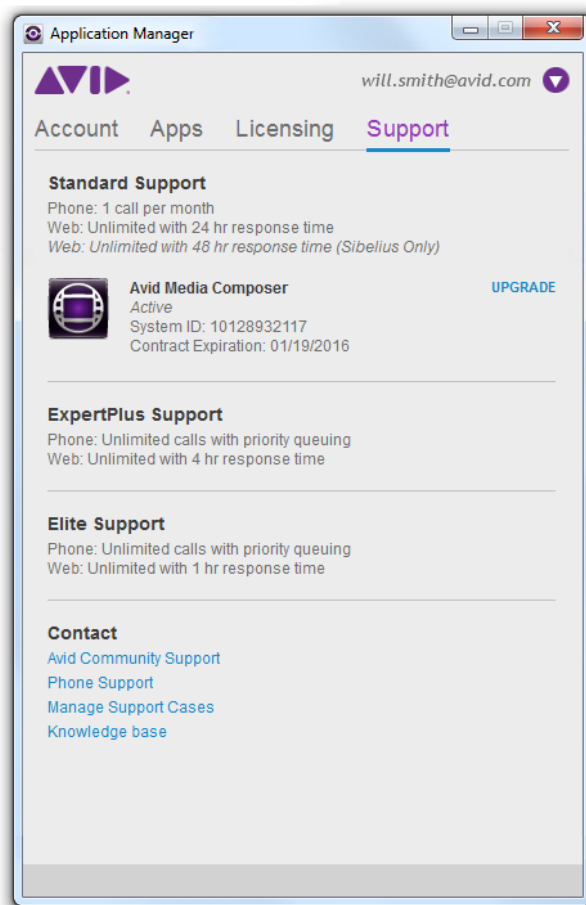 Application Manager
AVID
will.smith@avid.com
Account Apps Licensing Support
Standard Support
Phone: 1 call per month
Web: Unlimited with 24 hr response time
Web: Unlimited with 48 hr response time (Sibelius Only)
Avid Media Composer UPGRADE
Active
System ID: 10128932117
Contract Expiration: 01/19/2016
ExpertPlus Support
Phone: Unlimited calls with priority queuing
Web: Unlimited with 4 hr response time
Elite Support
Phone: Unlimited calls with priority queuing
Web: Unlimited with 1 hr response time
Contact
Avid Community Support
Phone Support
Manage Support Cases
Knowledge base